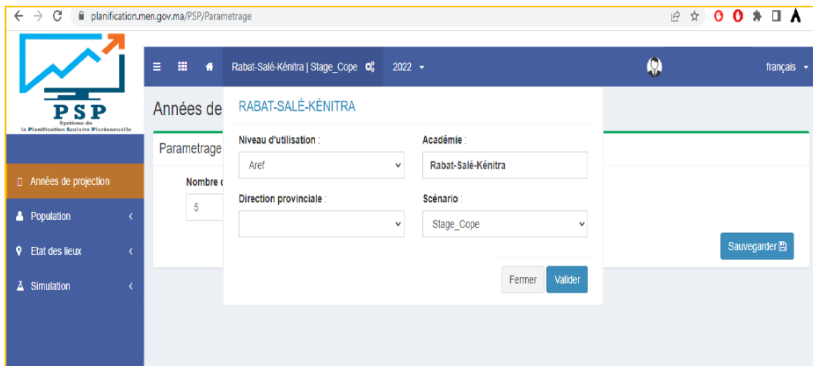 planification.men.gov.ma/PSP/Parametrage
PSP
Système de
la Planification Scolaire Pluriannuelle
Rabat-Salé-Kénitra | Stage_Cope
2022
français
Années de
RABAT-SALÉ-KÉNITRA
Parametrage
Niveau d'utilisation :
Académie :
Aref
Rabat-Salé-Kénitra
Années de projection
Nombre
Direction provinciale :
Scénario :
5
Stage_Cope
Population
Etat des lieux
Sauvegarder
Simulation
Fermer
Valider